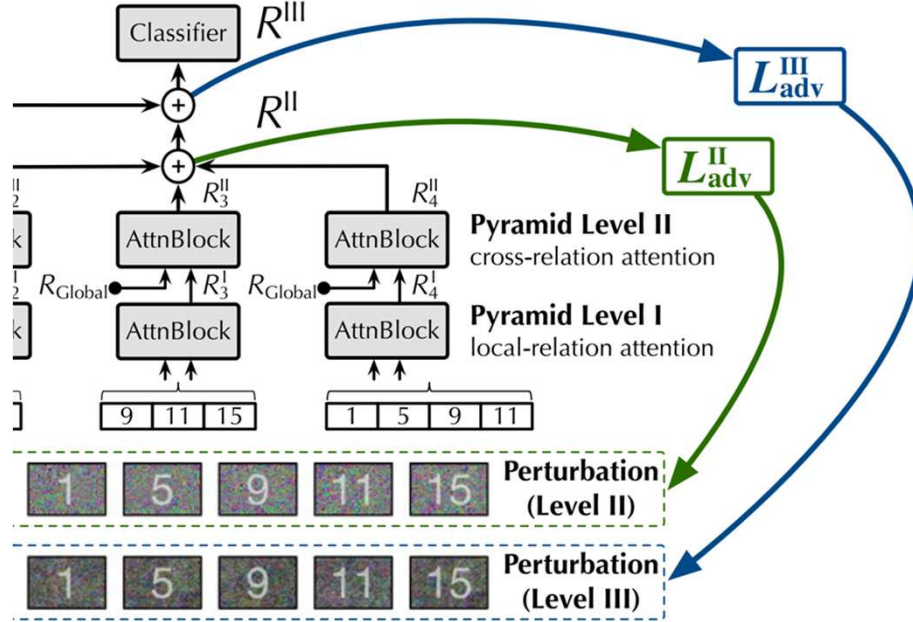 Classifier
R^III
L^III_adv
+
R^II
+
L^II_adv
R^II_3
R^II_4
AttnBlock
AttnBlock
Pyramid Level II
cross-relation attention
R_Global
R^I_3
R_Global
R^I_4
AttnBlock
AttnBlock
Pyramid Level I
local-relation attention
9 11 15
1 5 9 11
1 5 9 11 15
Perturbation
(Level II)
1 5 9 11 15
Perturbation
(Level III)